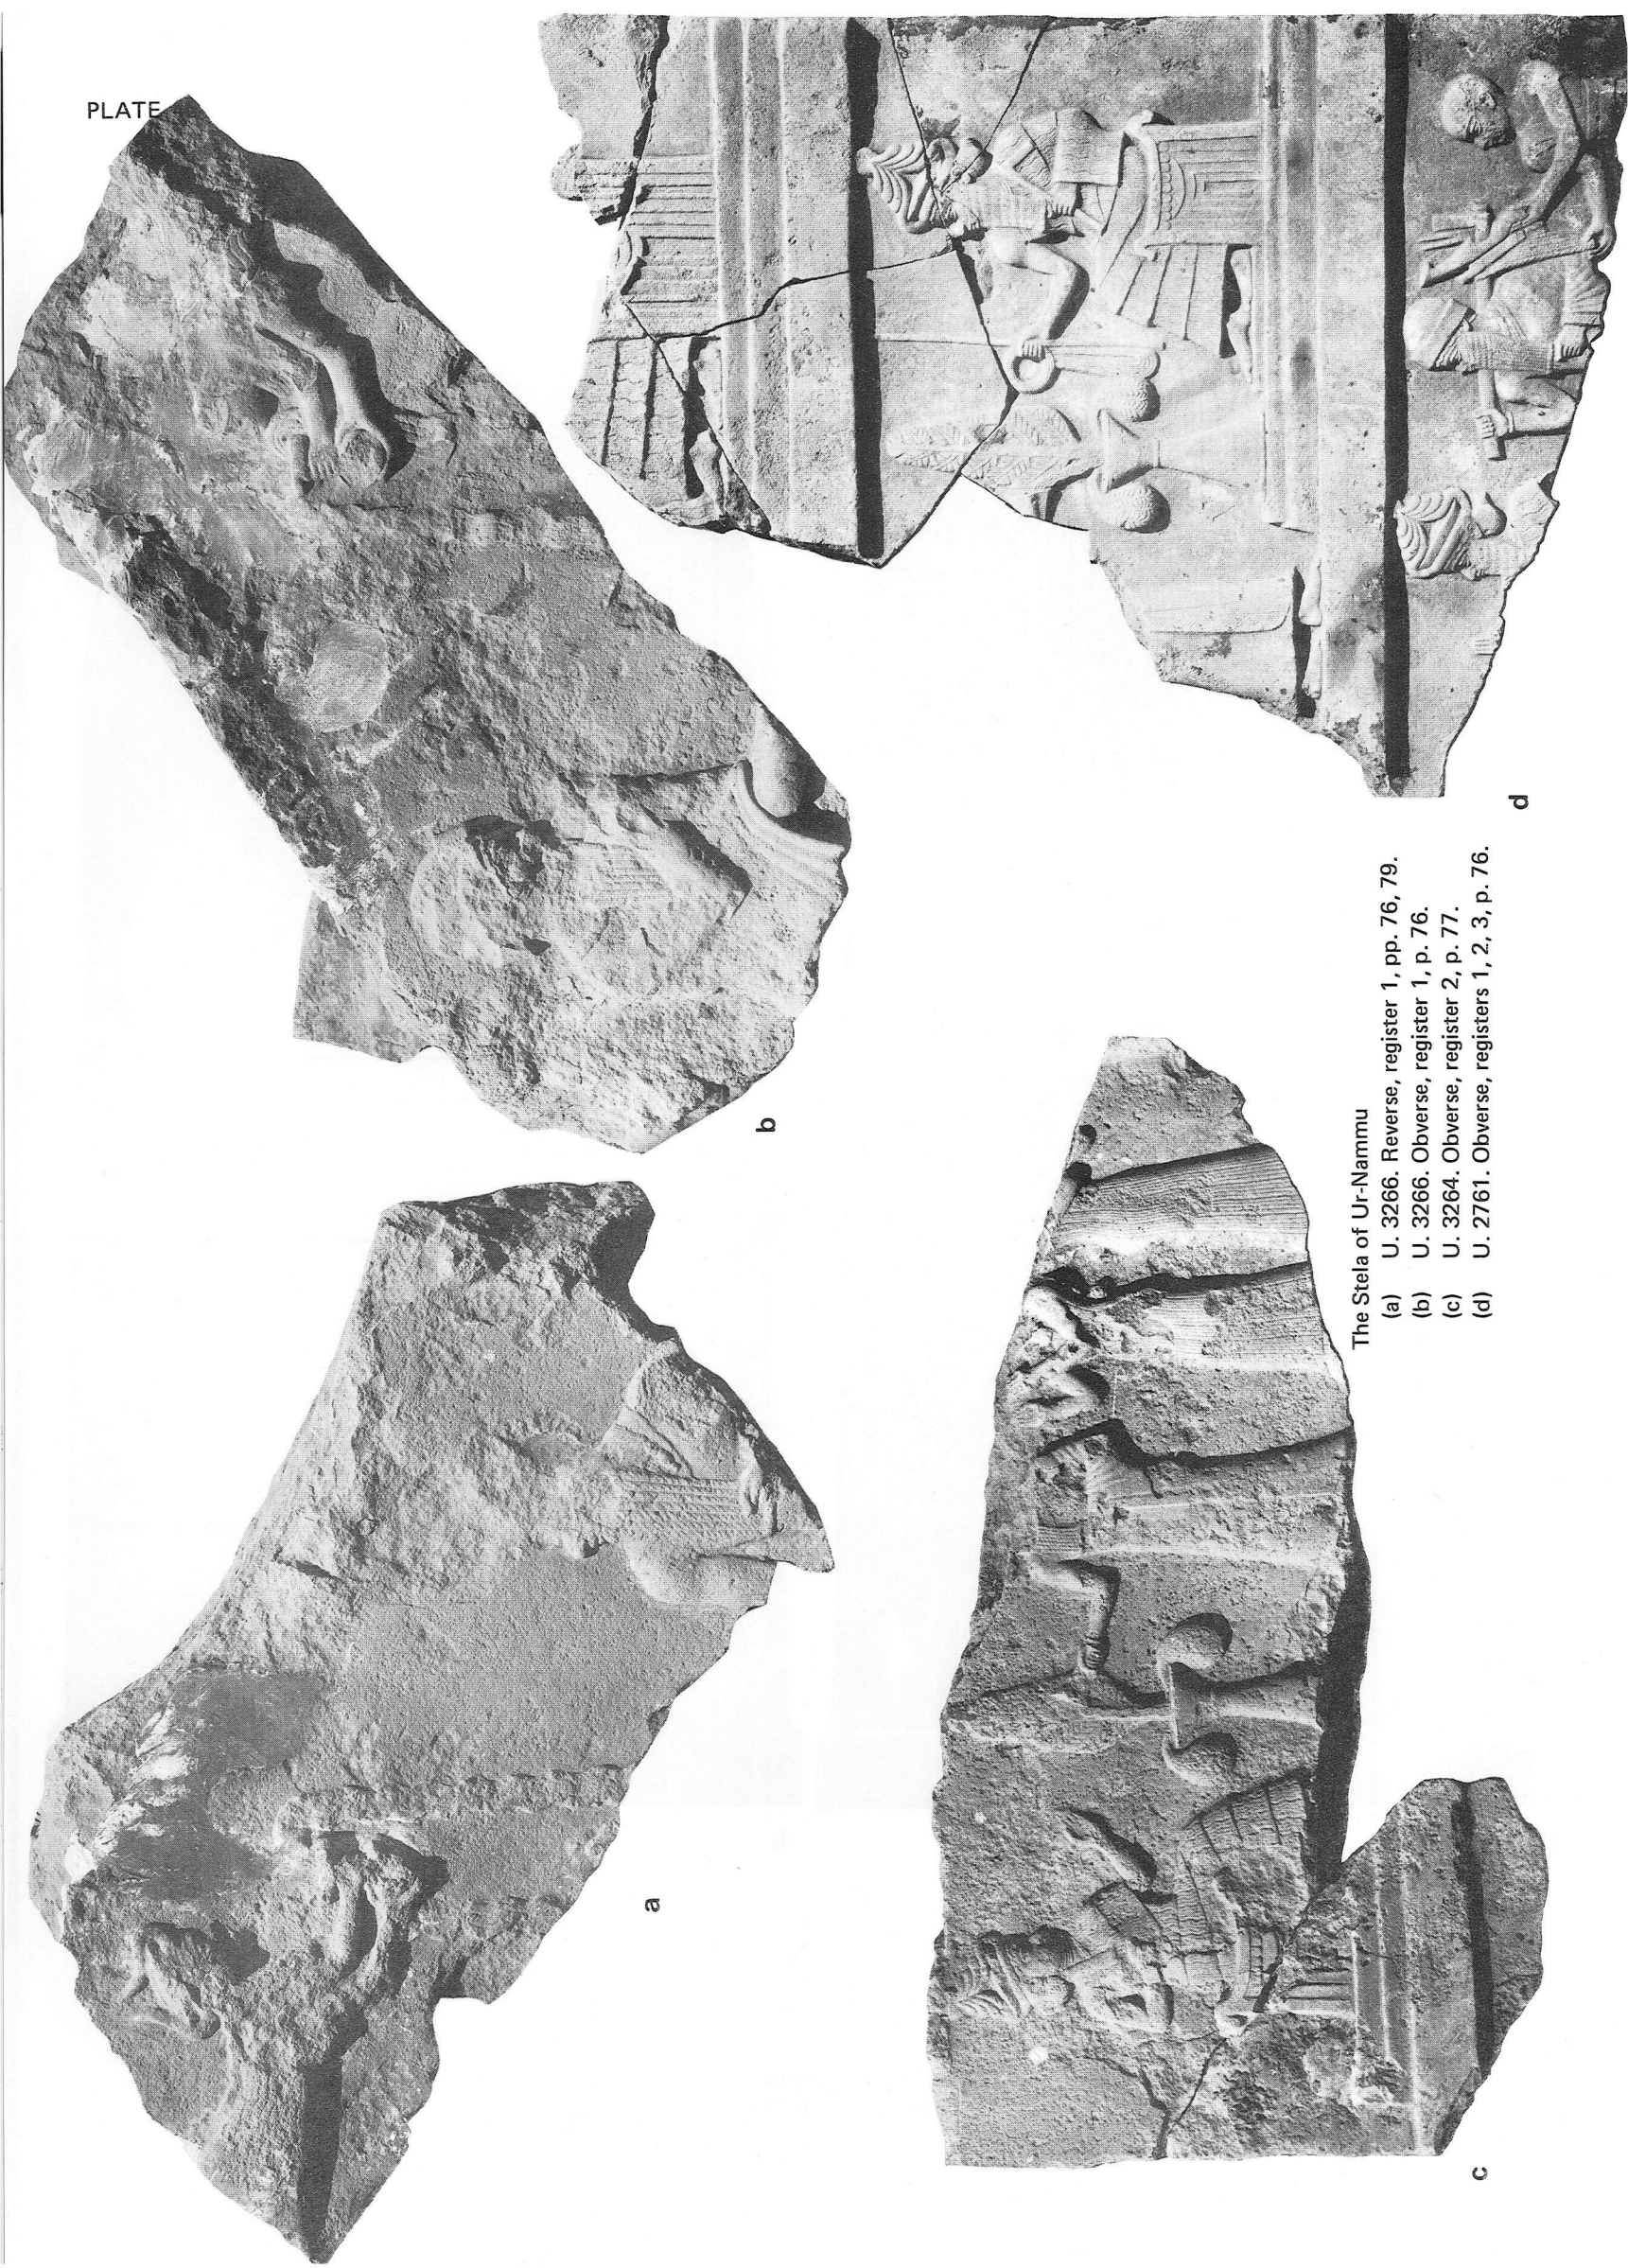 PLATE
a
b
c
d
The Stela of Ur-Nammu
(a) U. 3266. Reverse, register 1, pp. 76, 79.
(b) U. 3266. Obverse, register 1, p. 76.
(c) U. 3264. Obverse, register 2, p. 77.
(d) U. 2761. Obverse, registers 1, 2, 3, p. 76.